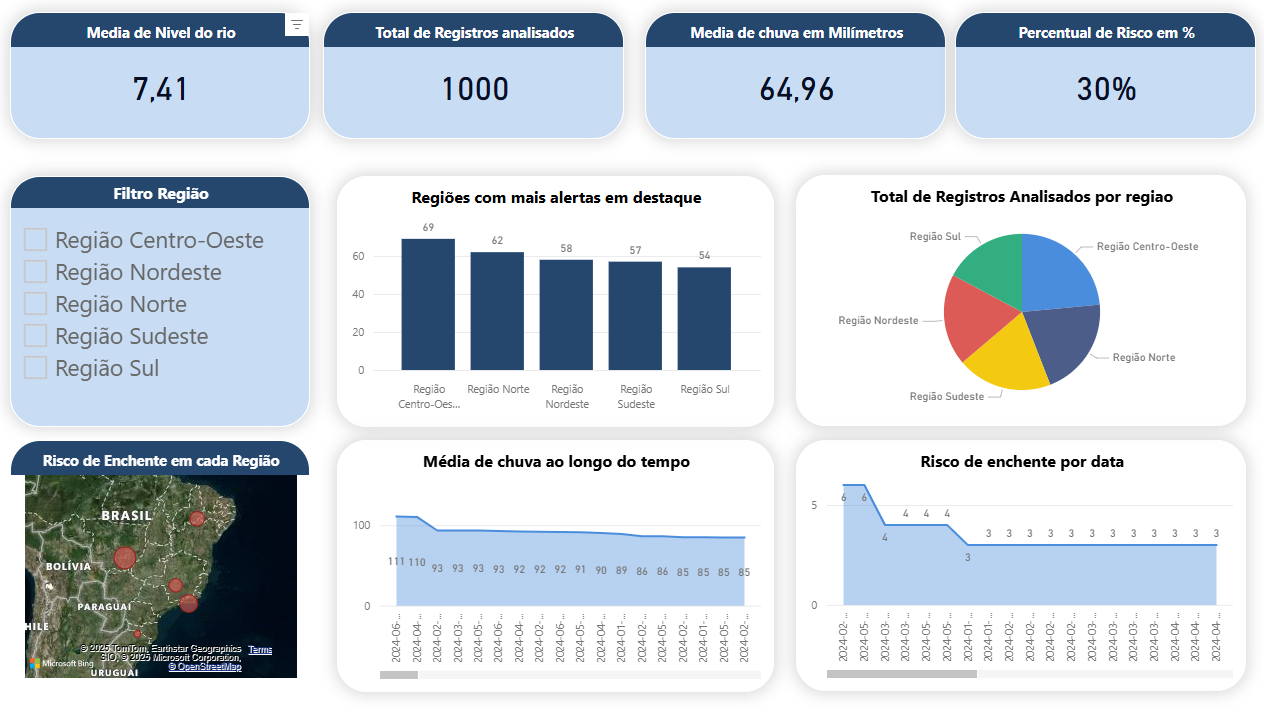 Media de Nivel do rio
7,41
Total de Registros analisados
1000
Media de chuva em Milímetros
64,96
Percentual de Risco em %
30%
Filtro Região
Região Centro-Oeste
Região Nordeste
Região Norte
Região Sudeste
Região Sul
Regiões com mais alertas em destaque
60
40
20
0
69
62
58
57
54
Região
Centro-Oes...
Região Norte
Região
Nordeste
Região
Sudeste
Região Sul
Total de Registros Analisados por regiao
Região Sul
Região Centro-Oeste
Região Nordeste
Região Norte
Região Sudeste
Risco de Enchente em cada Região
BRASIL
BOLÍVIA
PARAGUAI
HILE
URUGUAI
© 2025 TomTom, Earthstar Geographics
SIO, © 2025 Microsoft Corporation,
© OpenStreetMap
Terms
Microsoft Bing
Média de chuva ao longo do tempo
100
0
111 110 93 93 93 93 92 92 92 91 90 89 86 86 85 85 85 85
2024-06-...
2024-04-...
2024-02-...
2024-03-...
2024-05-...
2024-03-...
2024-04-...
2024-02-...
2024-05-...
2024-05-...
2024-04-...
2024-01-...
2024-02-...
2024-03-...
2024-05-...
2024-01-...
2024-05-...
2024-02-...
Risco de enchente por data
5
0
6 6 4 4 4 4 3 3 3 3 3 3 3 3 3 3 3 3 3
2024-02-...
2024-05-...
2024-03-...
2024-04-...
2024-05-...
2024-05-...
2024-01-...
2024-01-...
2024-02-...
2024-02-...
2024-02-...
2024-02-...
2024-02-...
2024-03-...
2024-03-...
2024-03-...
2024-03-...
2024-04-...
2024-04-...